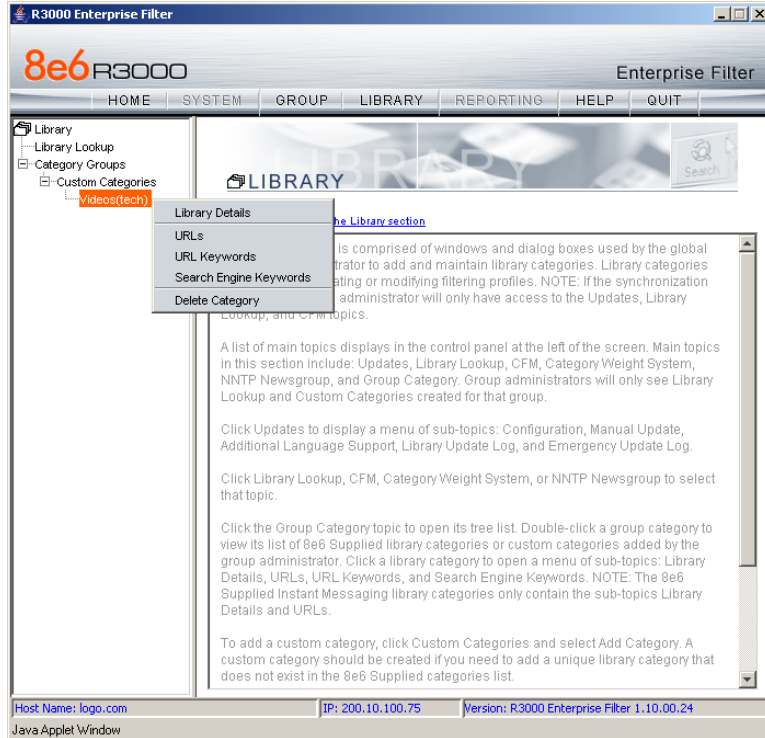 R3000 Enterprise Filter
8e6 R3000
Enterprise Filter
HOME SYSTEM GROUP LIBRARY REPORTING HELP QUIT
Library
Library Lookup
Category Groups
Custom Categories
Videos(tech)
Library Details
URLs
URL Keywords
Search Engine Keywords
Delete Category
LIBRARY
LIBRARY
Search
he Library section
is comprised of windows and dialog boxes used by the global
trator to add and maintain library categories. Library categories
ating or modifying filtering profiles. NOTE: If the synchronization
administrator will only have access to the Updates, Library
Lookup, and CFM topics.
A list of main topics displays in the control panel at the left of the screen. Main topics
in this section include: Updates, Library Lookup, CFM, Category Weight System,
NNTP Newsgroup, and Group Category. Group administrators will only see Library
Lookup and Custom Categories created for that group.
Click Updates to display a menu of sub-topics: Configuration, Manual Update,
Additional Language Support, Library Update Log, and Emergency Update Log.
Click Library Lookup, CFM, Category Weight System, or NNTP Newsgroup to select
that topic.
Click the Group Category topic to open its tree list. Double-click a group category to
view its list of 8e6 Supplied library categories or custom categories added by the
group administrator. Click a library category to open a menu of sub-topics: Library
Details, URLs, URL Keywords, and Search Engine Keywords. NOTE: The 8e6
Supplied Instant Messaging library categories only contain the sub-topics Library
Details and URLs.
To add a custom category, click Custom Categories and select Add Category. A
custom category should be created if you need to add a unique library category that
does not exist in the 8e6 Supplied categories list.
Host Name: logo.com
IP: 200.10.100.75
Version: R3000 Enterprise Filter 1.10.00.24
Java Applet Window